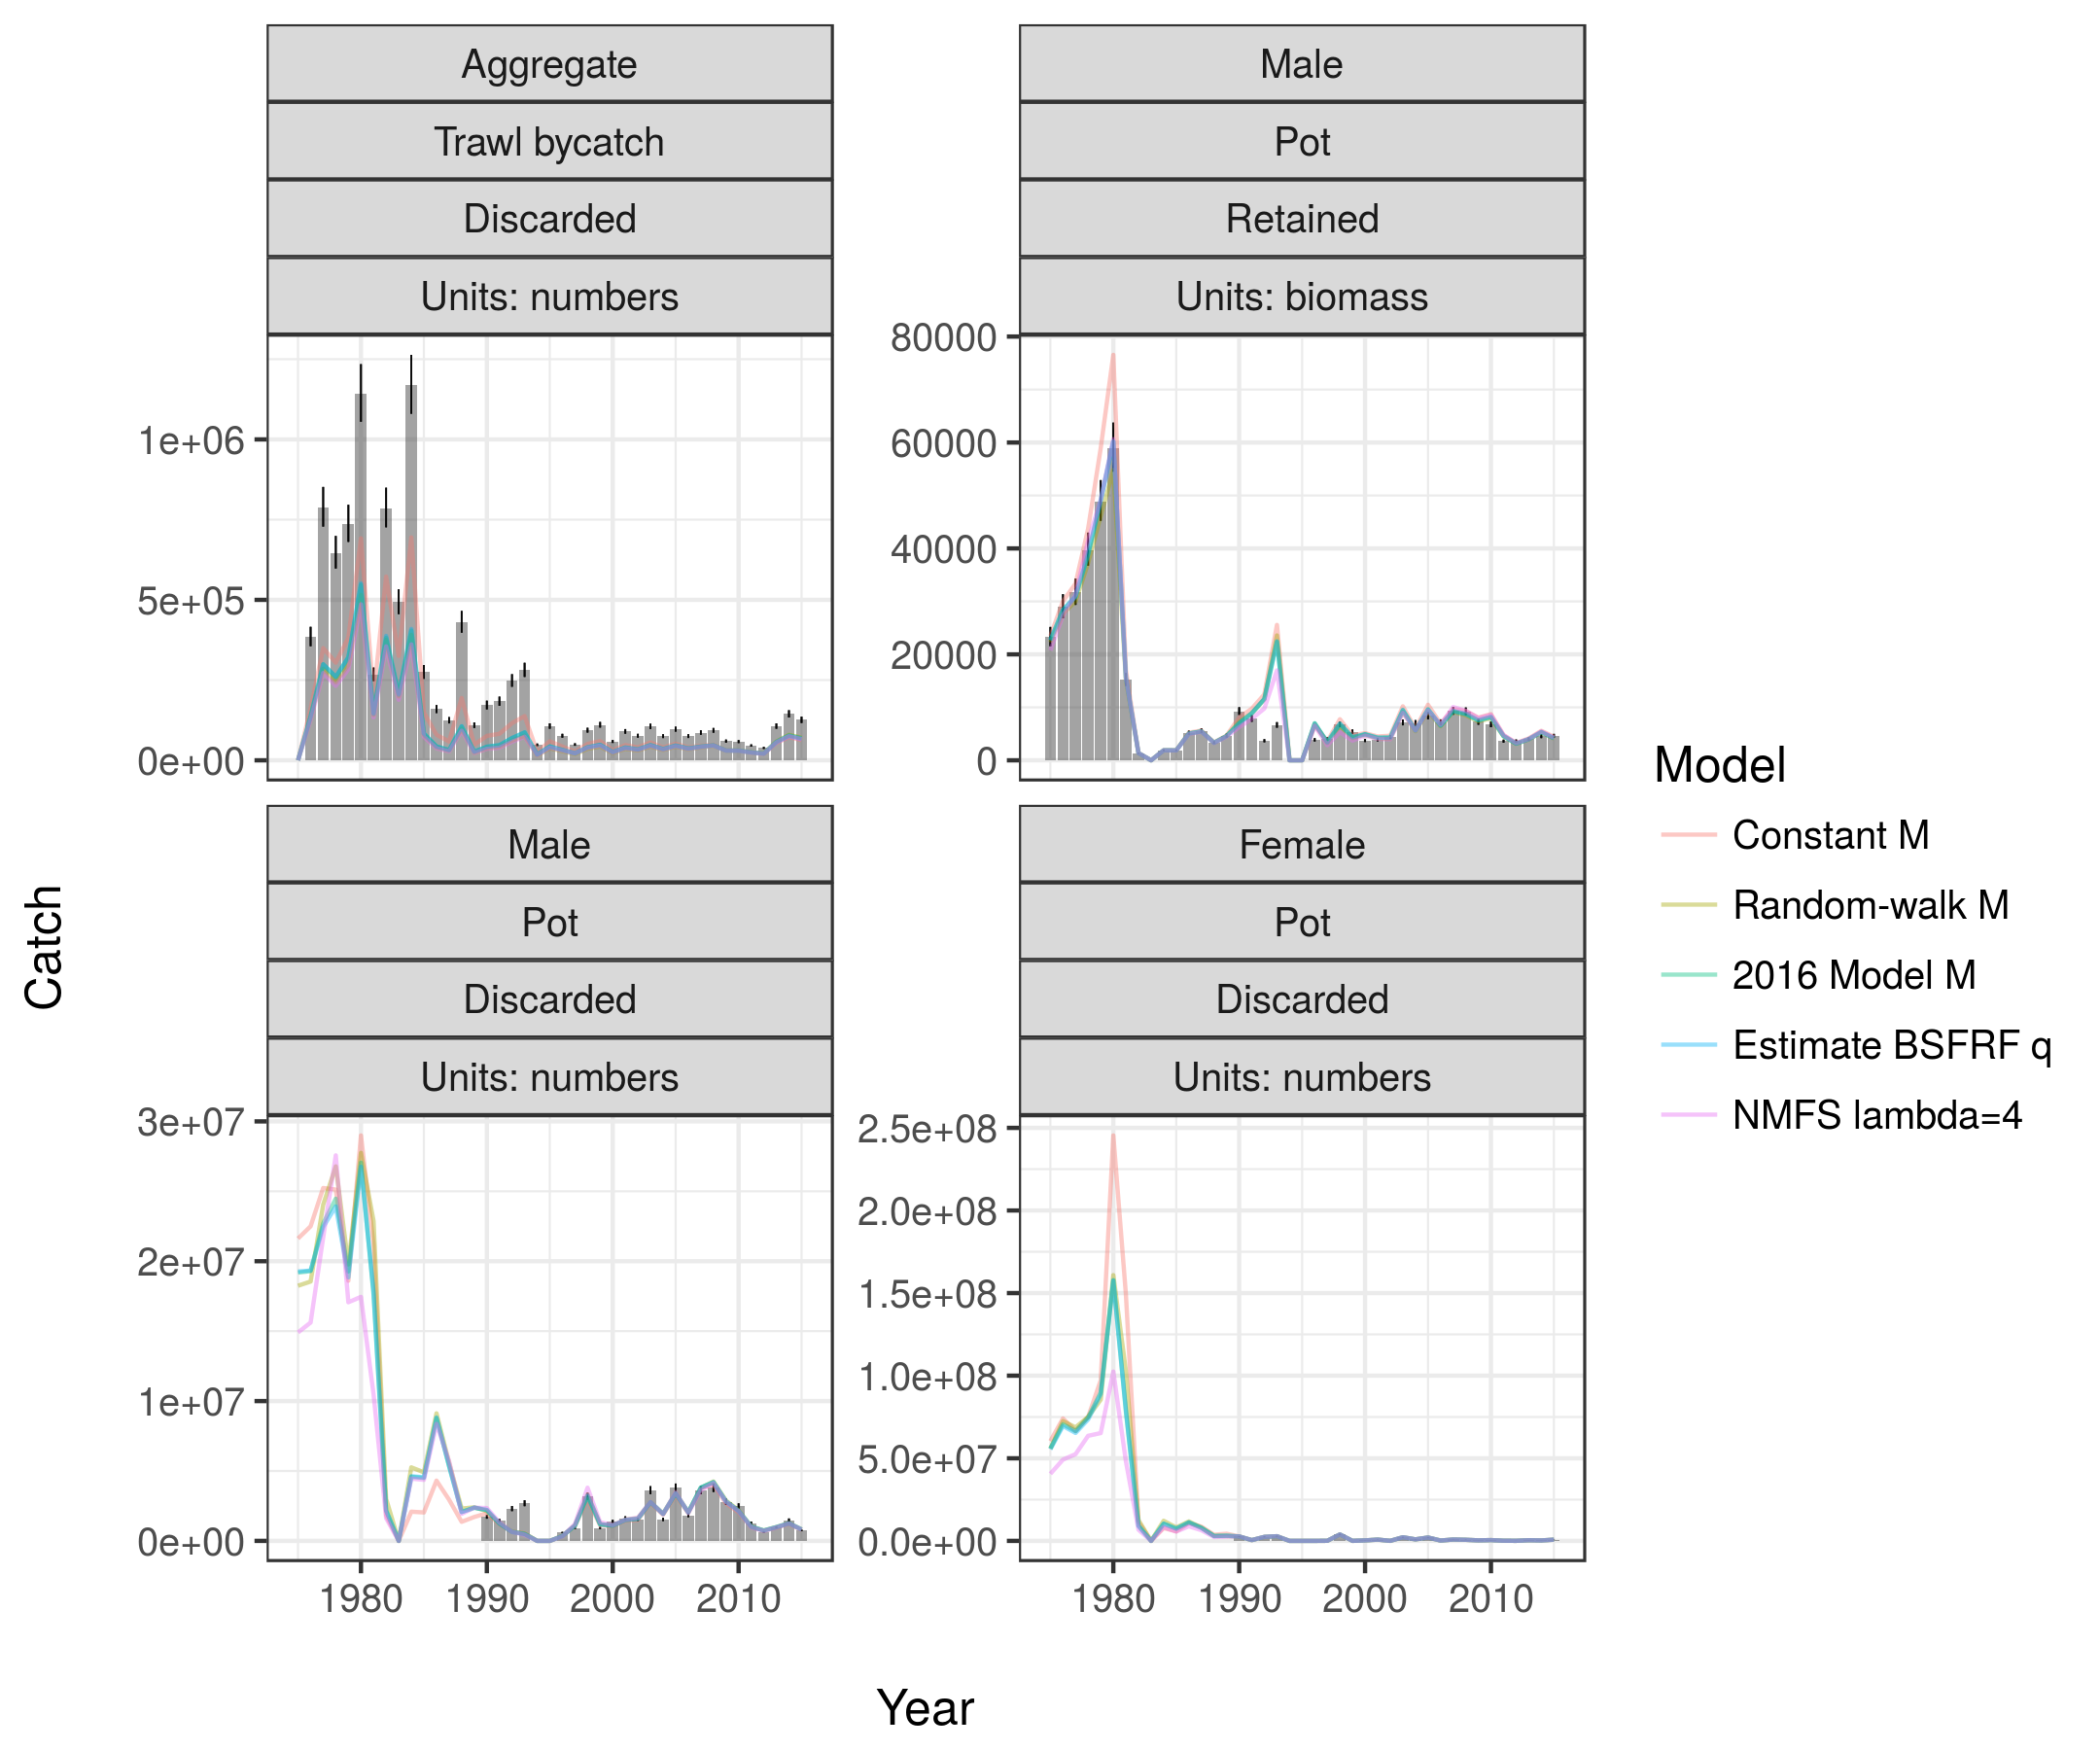 Aggregate
Trawl bycatch
Discarded
Units: numbers
1e+06
5e+05
0e+00
Male
Pot
Retained
Units: biomass
80000
60000
40000
20000
0
Male
Pot
Discarded
Units: numbers
3e+07
2e+07
1e+07
0e+00
1980 1990 2000 2010
Female
Pot
Discarded
Units: numbers
2.5e+08
2.0e+08
1.5e+08
1.0e+08
5.0e+07
0.0e+00
1980 1990 2000 2010
Catch
Year
Model
Constant M
Random-walk M
2016 Model M
Estimate BSFRF q
NMFS lambda=4